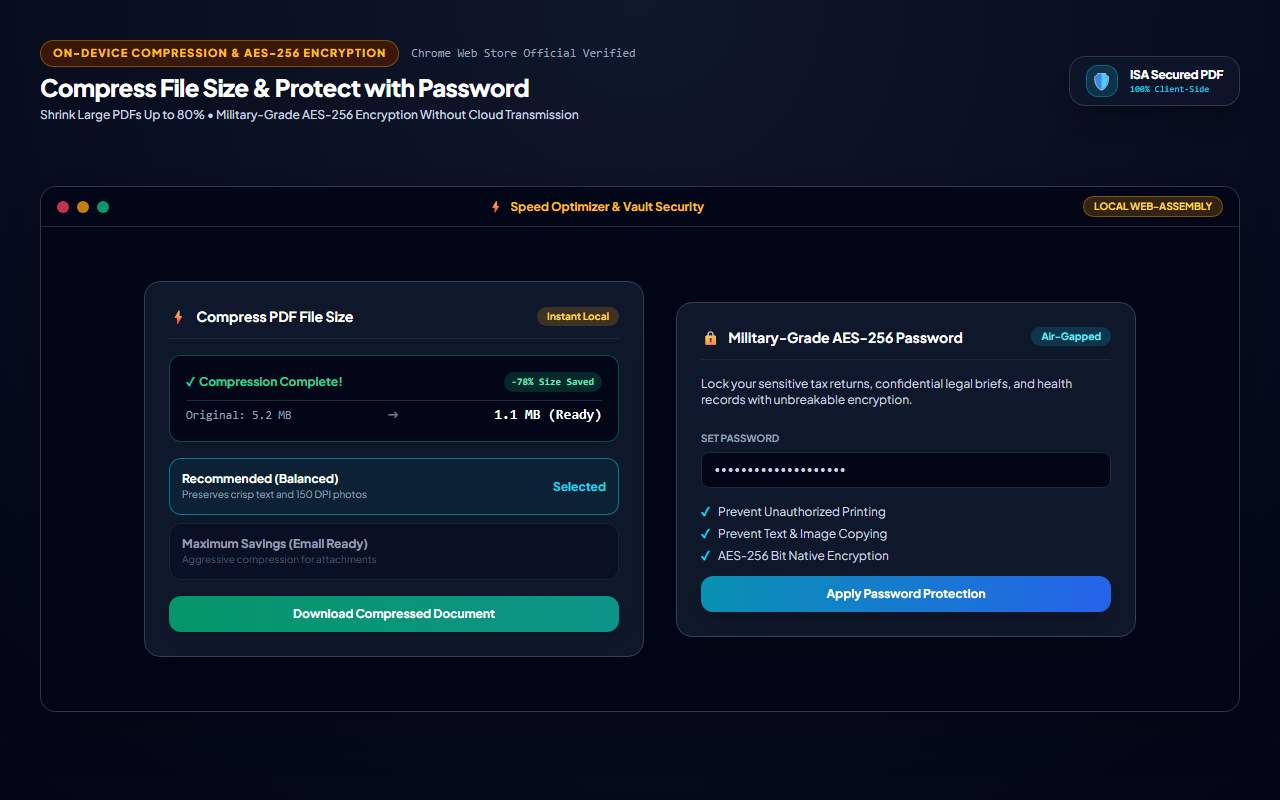 ON-DEVICE COMPRESSION & AES-256 ENCRYPTION
Chrome Web Store Official Verified
Compress File Size & Protect with Password
Shrink Large PDFs Up to 80% • Military-Grade AES-256 Encryption Without Cloud Transmission
ISA Secured PDF
100% Client-Side
Speed Optimizer & Vault Security
LOCAL WEB-ASSEMBLY
Compress PDF File Size
Instant Local
✓ Compression Complete!
-78% Size Saved
Original: 5.2 MB
→
1.1 MB (Ready)
Recommended (Balanced)
Preserves crisp text and 150 DPI photos
Selected
Maximum Savings (Email Ready)
Aggressive compression for attachments
Download Compressed Document
Military-Grade AES-256 Password
Air-Gapped
Lock your sensitive tax returns, confidential legal briefs, and health
records with unbreakable encryption.
SET PASSWORD
••••••••••••••••••••
✓ Prevent Unauthorized Printing
✓ Prevent Text & Image Copying
✓ AES-256 Bit Native Encryption
Apply Password Protection